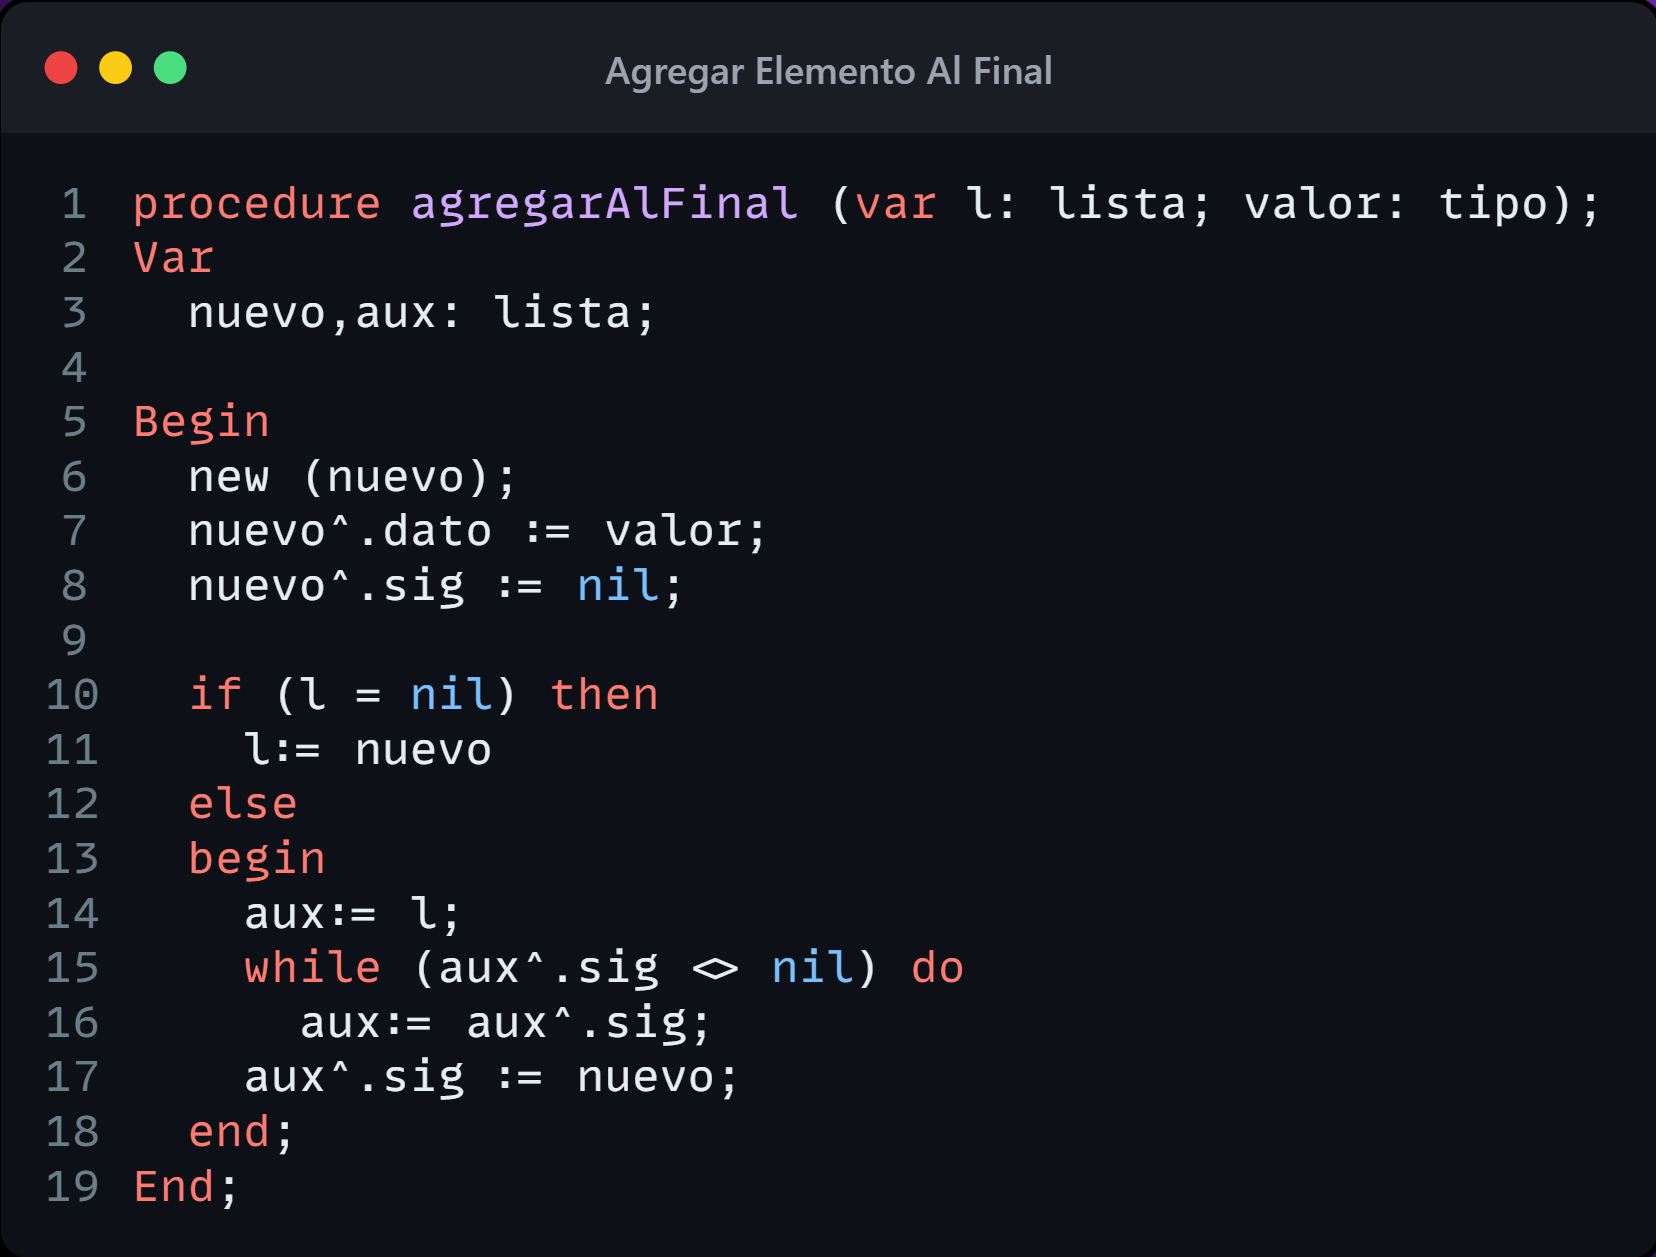 Agregar Elemento Al Final
1 procedure agregarAlFinal (var l: lista; valor: tipo);
2 Var
3   nuevo,aux: lista;
4
5 Begin
6   new (nuevo);
7   nuevo^.dato := valor;
8   nuevo^.sig := nil;
9
10   if (l = nil) then
11     l:= nuevo
12   else
13   begin
14     aux:= l;
15     while (aux^.sig <> nil) do
16       aux:= aux^.sig;
17     aux^.sig := nuevo;
18   end;
19 End;